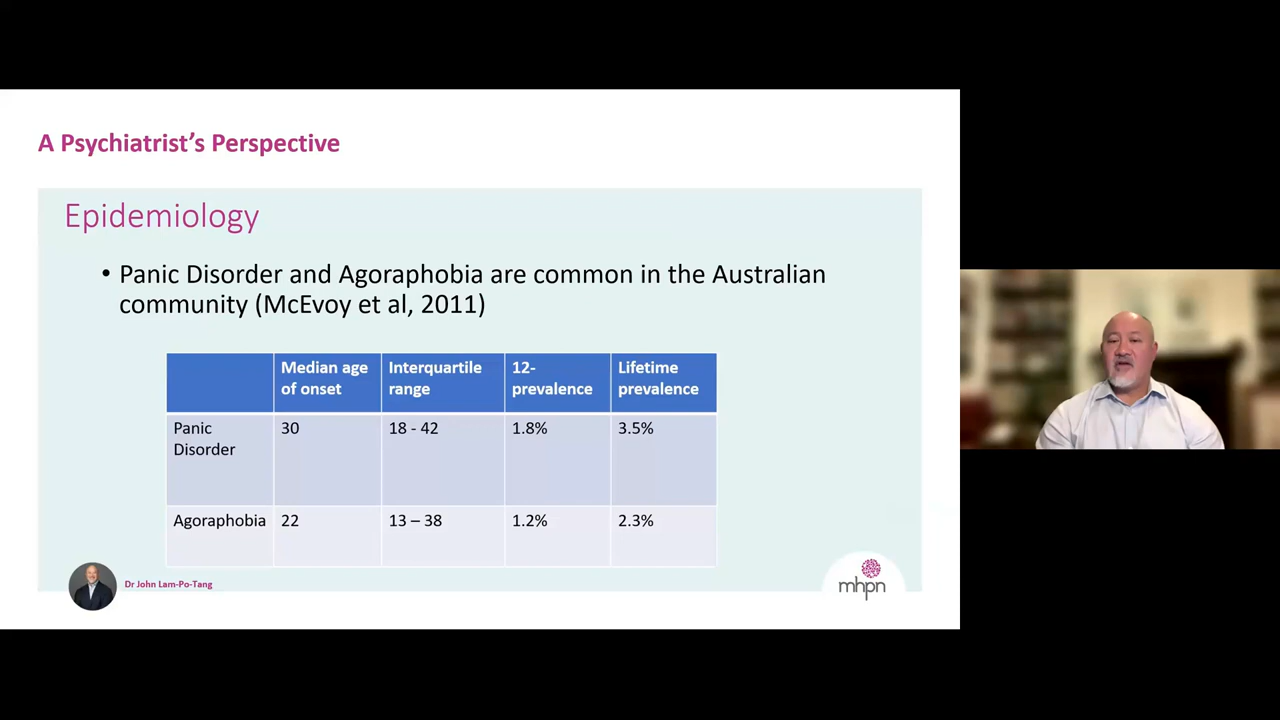 A Psychiatrist's Perspective
Epidemiology
• Panic Disorder and Agoraphobia are common in the Australian
community (McEvoy et al, 2011)
Median age of onset
Interquartile range
12-prevalence
Lifetime prevalence
Panic Disorder
30
18 - 42
1.8%
3.5%
Agoraphobia
22
13 – 38
1.2%
2.3%
Dr John Lam-Po-Tang
mhpn